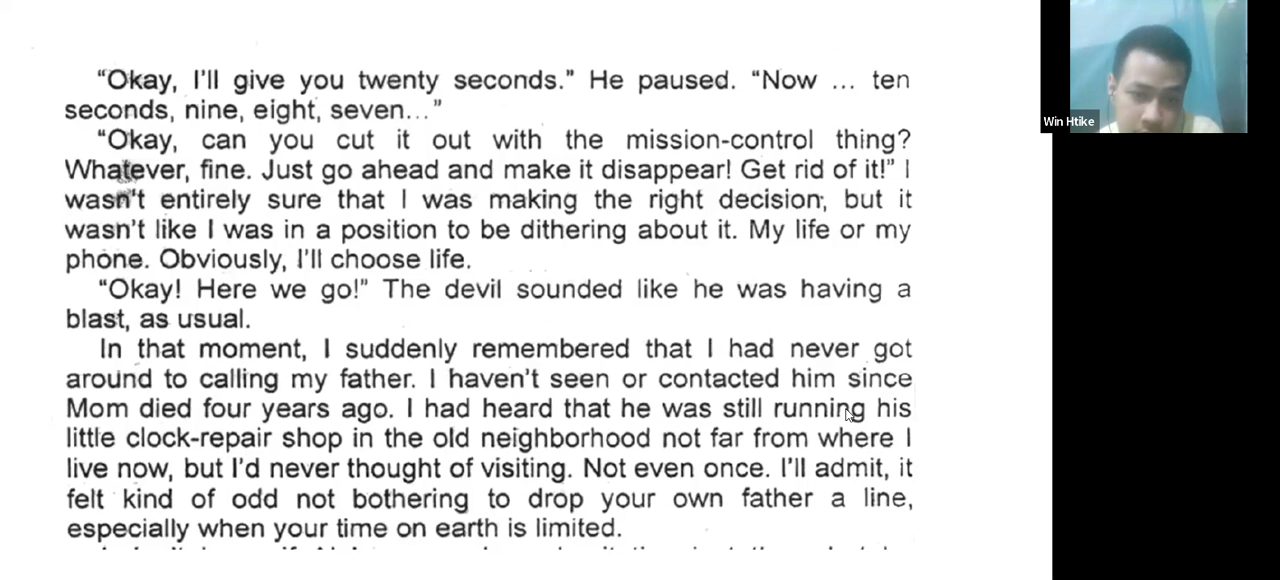 “Okay, I’ll give you twenty seconds.” He paused. “Now ... ten
seconds, nine, eight, seven...”
“Okay, can you cut it out with the mission-control thing?
Whatever, fine. Just go ahead and make it disappear! Get rid of it!” I
wasn’t entirely sure that I was making the right decision, but it
wasn’t like I was in a position to be dithering about it. My life or my
phone. Obviously, I’ll choose life.
“Okay! Here we go!” The devil sounded like he was having a
blast, as usual.
In that moment, I suddenly remembered that I had never got
around to calling my father. I haven’t seen or contacted him since
Mom died four years ago. I had heard that he was still running his
little clock-repair shop in the old neighborhood not far from where I
live now, but I’d never thought of visiting. Not even once. I’ll admit, it
felt kind of odd not bothering to drop your own father a line,
especially when your time on earth is limited.
Win Htike